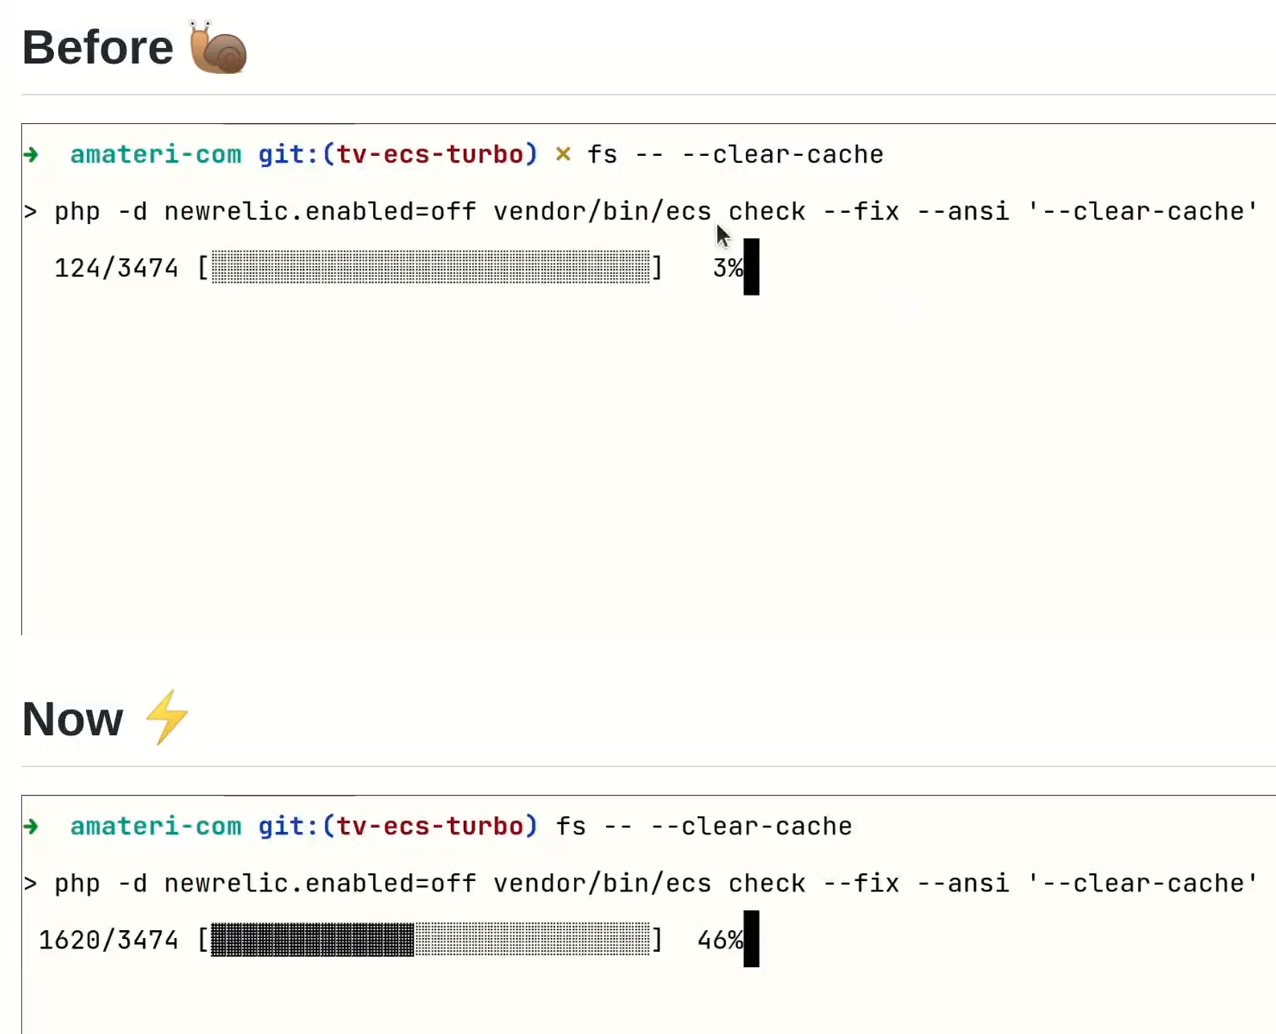 Before 🐌
➜ amateri-com git:(tv-ecs-turbo) ✗ fs -- --clear-cache
> php -d newrelic.enabled=off vendor/bin/ecs check --fix --ansi '--clear-cache'
124/3474 [░░░░░░░░░░░░░░░░░░░░░░░░░░░░] 3%
Now ⚡
➜ amateri-com git:(tv-ecs-turbo) fs -- --clear-cache
> php -d newrelic.enabled=off vendor/bin/ecs check --fix --ansi '--clear-cache'
1620/3474 [▓▓▓▓▓▓▓▓▓▓▓▓▓░░░░░░░░░░░░░░░] 46%